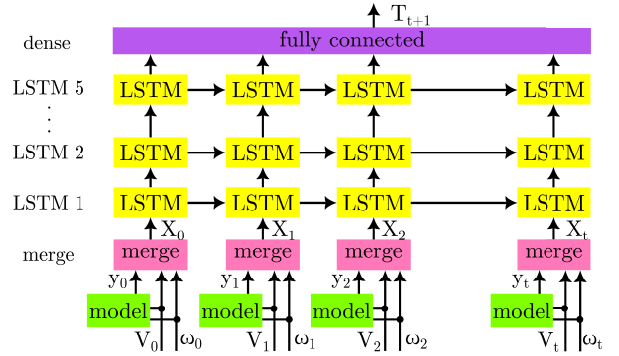 T_{t+1}
dense fully connected
LSTM 5 LSTM LSTM LSTM LSTM
LSTM 2 LSTM LSTM LSTM LSTM
LSTM 1 LSTM LSTM LSTM LSTM
X_0 X_1 X_2 X_t
merge merge merge merge merge
y_0 y_1 y_2 y_t
model model model model
V_0 ω_0 V_1 ω_1 V_2 ω_2 V_t ω_t